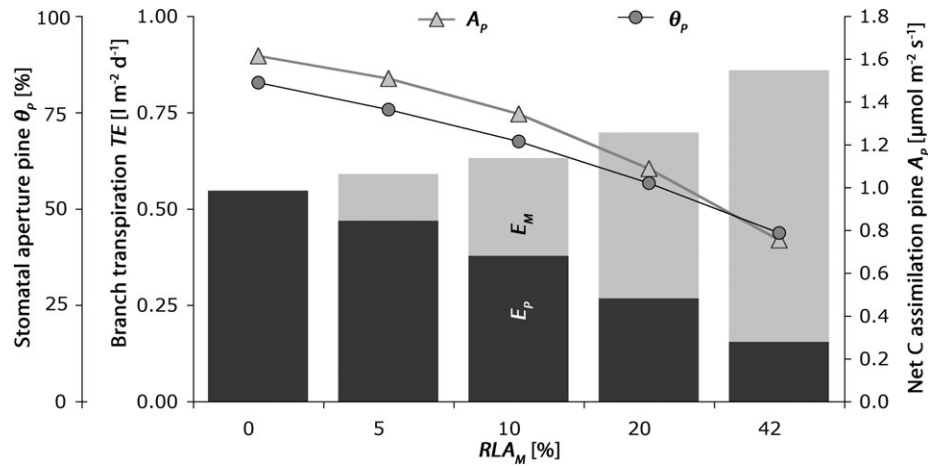 A_P
θ_P
Stomatal aperture pine θ_P [%]
100
75
50
25
0
Branch transpiration TE [l m⁻² d⁻¹]
1.00
0.75
0.50
0.25
0.00
E_M
E_P
1.8
1.6
1.4
1.2
1.0
0.8
0.6
0.4
0.2
0.0
Net C assimilation pine A_P [µmol m⁻² s⁻¹]
0 5 10 20 42
RLA_M [%]